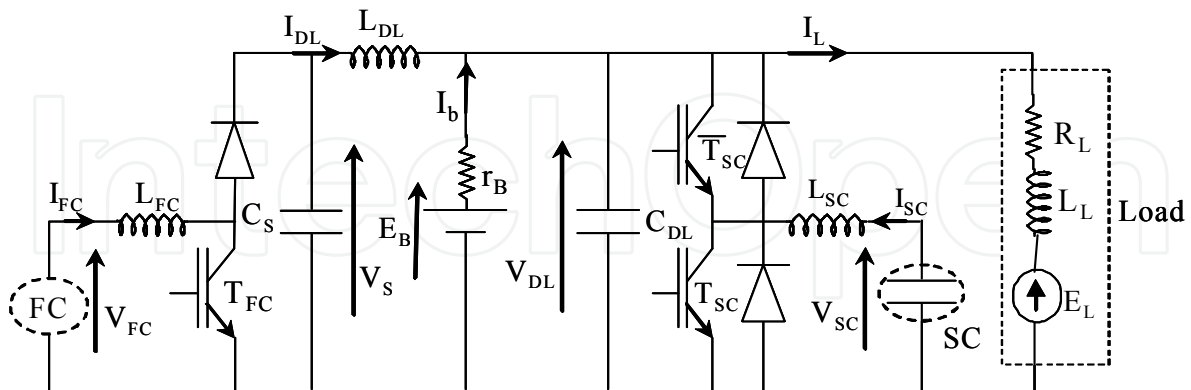 I_DL
L_DL
I_L
I_b
R_L
T̅_SC
r_B
I_FC
L_FC
L_SC
I_SC
L_L
Load
C_S
E_B
C_DL
FC
V_FC
T_FC
V_S
V_DL
T_SC
V_SC
SC
E_L
IntechOpen